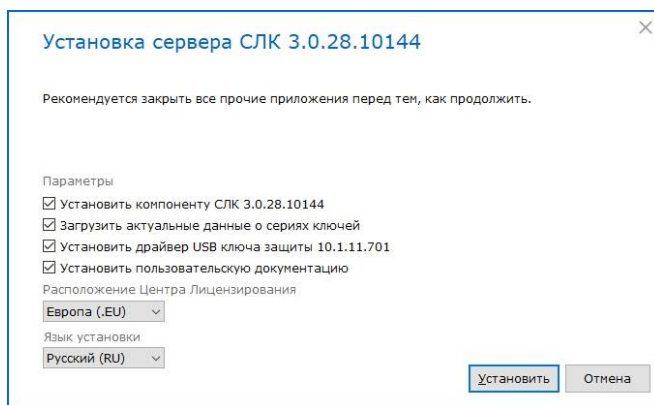 Установка сервера СЛК 3.0.28.10144
Рекомендуется закрыть все прочие приложения перед тем, как продолжить.
Параметры
Установить компоненту СЛК 3.0.28.10144
Загрузить актуальные данные о сериях ключей
Установить драйвер USB ключа защиты 10.1.11.701
Установить пользовательскую документацию
Расположение Центра Лицензирования
Европа (.EU)
Язык установки
Русский (RU)
Установить Отмена